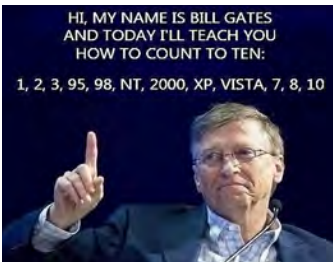 HI, MY NAME IS BILL GATES
AND TODAY I'LL TEACH YOU
HOW TO COUNT TO TEN:
1, 2, 3, 95, 98, NT, 2000, XP, VISTA, 7, 8, 10